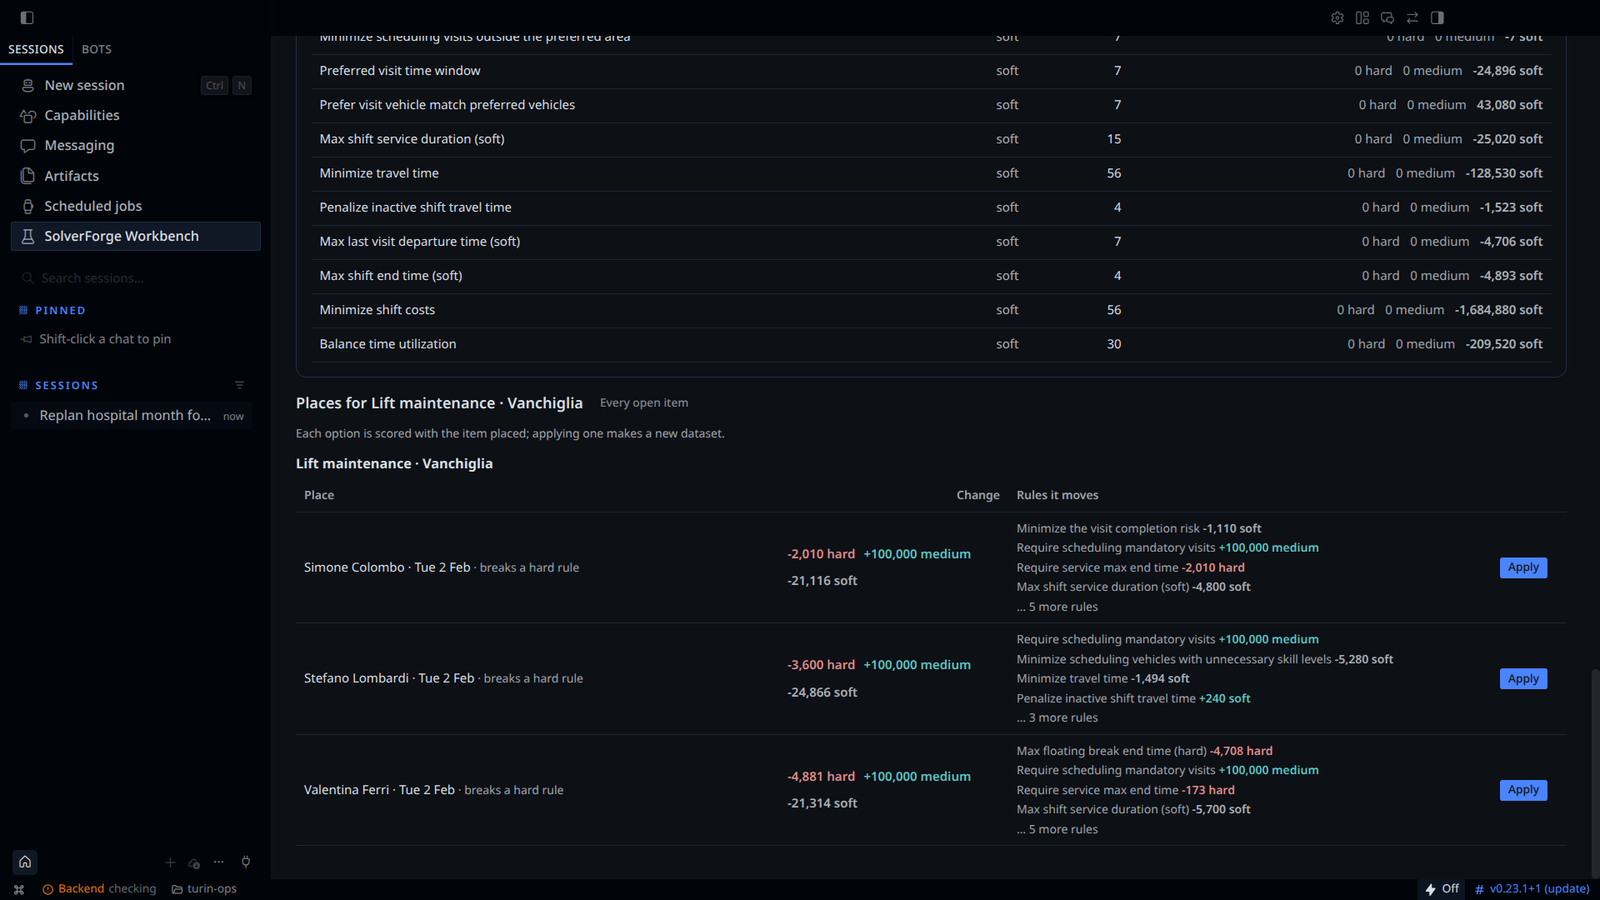 SESSIONS BOTS
New session Ctrl N
Capabilities
Messaging
Artifacts
Scheduled jobs
SolverForge Workbench
Search sessions...
PINNED
Shift-click a chat to pin
SESSIONS
Replan hospital month fo... now
Minimize scheduling visits outside the preferred area soft 7 0 hard 0 medium -7 soft
Preferred visit time window soft 7 0 hard 0 medium -24,896 soft
Prefer visit vehicle match preferred vehicles soft 7 0 hard 0 medium 43,080 soft
Max shift service duration (soft) soft 15 0 hard 0 medium -25,020 soft
Minimize travel time soft 56 0 hard 0 medium -128,530 soft
Penalize inactive shift travel time soft 4 0 hard 0 medium -1,523 soft
Max last visit departure time (soft) soft 7 0 hard 0 medium -4,706 soft
Max shift end time (soft) soft 4 0 hard 0 medium -4,893 soft
Minimize shift costs soft 56 0 hard 0 medium -1,684,880 soft
Balance time utilization soft 30 0 hard 0 medium -209,520 soft
Places for Lift maintenance · Vanchiglia Every open item
Each option is scored with the item placed; applying one makes a new dataset.
Lift maintenance · Vanchiglia
Place Change Rules it moves
Simone Colombo · Tue 2 Feb · breaks a hard rule
-2,010 hard +100,000 medium
-21,116 soft
Minimize the visit completion risk -1,110 soft
Require scheduling mandatory visits +100,000 medium
Require service max end time -2,010 hard
Max shift service duration (soft) -4,800 soft
... 5 more rules
Apply
Stefano Lombardi · Tue 2 Feb · breaks a hard rule
-3,600 hard +100,000 medium
-24,866 soft
Require scheduling mandatory visits +100,000 medium
Minimize scheduling vehicles with unnecessary skill levels -5,280 soft
Minimize travel time -1,494 soft
Penalize inactive shift travel time +240 soft
... 3 more rules
Apply
Valentina Ferri · Tue 2 Feb · breaks a hard rule
-4,881 hard +100,000 medium
-21,314 soft
Max floating break end time (hard) -4,708 hard
Require scheduling mandatory visits +100,000 medium
Require service max end time -173 hard
Max shift service duration (soft) -5,700 soft
... 5 more rules
Apply
Backend checking turin-ops Off # v0.23.1+1 (update)